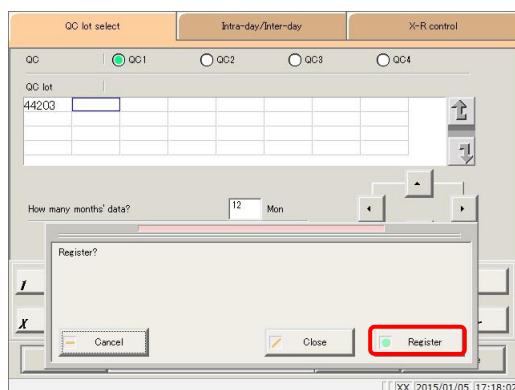 QC lot select Intra-day/Inter-day X-R control
QC QC1 QC2 QC3 QC4
QC lot
44203
How many months' data? 12 Mon
Register?
Cancel Close Register
XX 2015/01/05 17:18:02